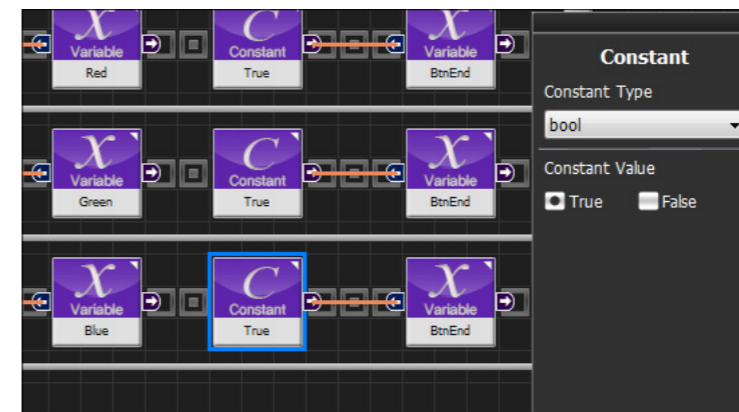 X Variable C Constant X Variable
Red True BtnEnd
X Variable C Constant X Variable
Green True BtnEnd
X Variable C Constant X Variable
Blue True BtnEnd
Constant
Constant Type
bool
Constant Value
True False